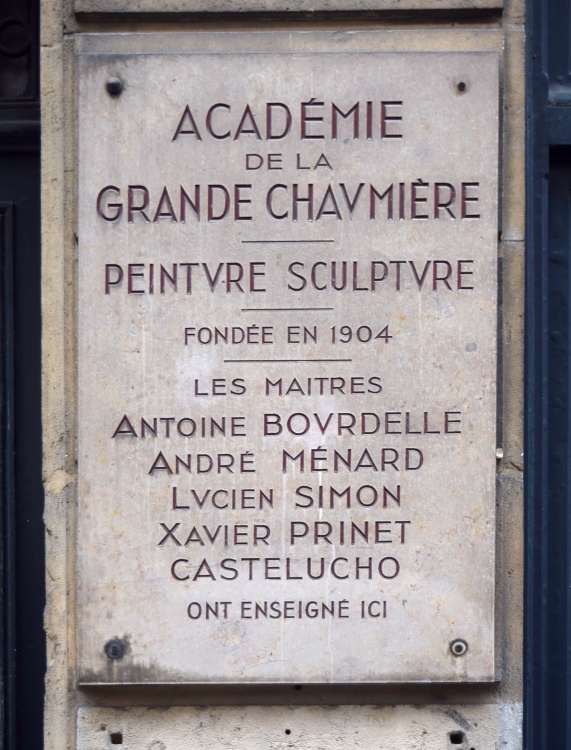 ACADÉMIE
DE LA
GRANDE CHAVMIÈRE
PEINTVRE SCULPTVRE
FONDÉE EN 1904
LES MAITRES
ANTOINE BOVRDELLE
ANDRÉ MÉNARD
LVCIEN SIMON
XAVIER PRINET
CASTELUCHO
ONT ENSEIGNÉ ICI